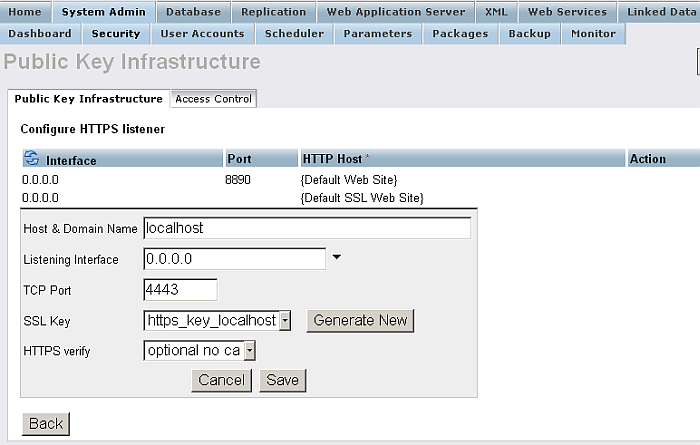 Home System Admin Database Replication Web Application Server XML Web Services Linked Data
Dashboard Security User Accounts Scheduler Parameters Packages Backup Monitor
Public Key Infrastructure
Public Key Infrastructure Access Control
Configure HTTPS listener
Interface Port HTTP Host * Action
0.0.0.0 8890 {Default Web Site}
0.0.0.0 {Default SSL Web Site}
Host & Domain Name localhost
Listening Interface 0.0.0.0
TCP Port 4443
SSL Key https_key_localhost Generate New
HTTPS verify optional no ca
Cancel Save
Back